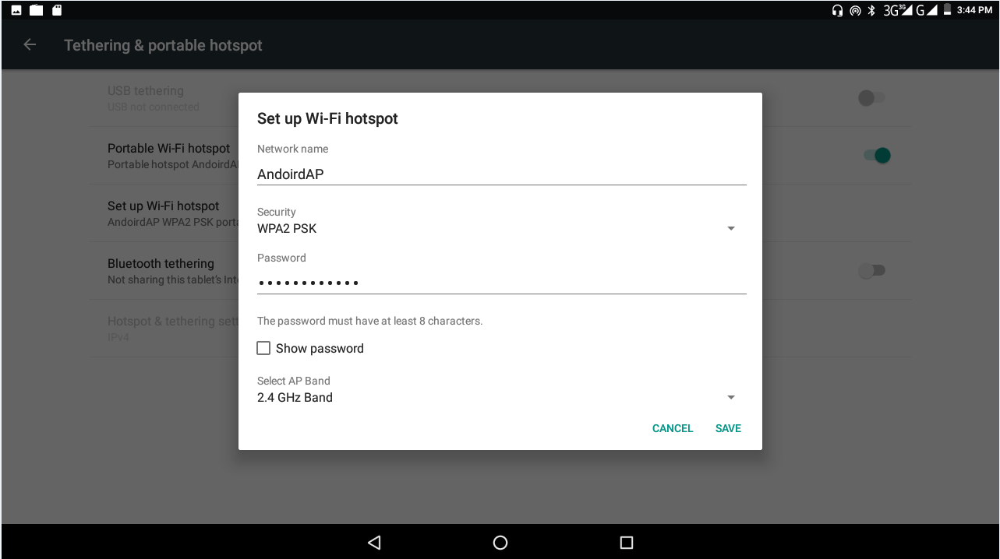 3G 3G G 3:44 PM
Tethering & portable hotspot
USB tethering
USB not connected
Portable Wi-Fi hotspot
Portable hotspot AndoirdA
Set up Wi-Fi hotspot
AndoirdAP WPA2 PSK porta
Bluetooth tethering
Not sharing this tablet's Int
Hotspot & tethering sett
IPv4
Set up Wi-Fi hotspot
Network name
AndoirdAP
Security
WPA2 PSK
Password
••••••••••••
The password must have at least 8 characters.
Show password
Select AP Band
2.4 GHz Band
CANCEL SAVE